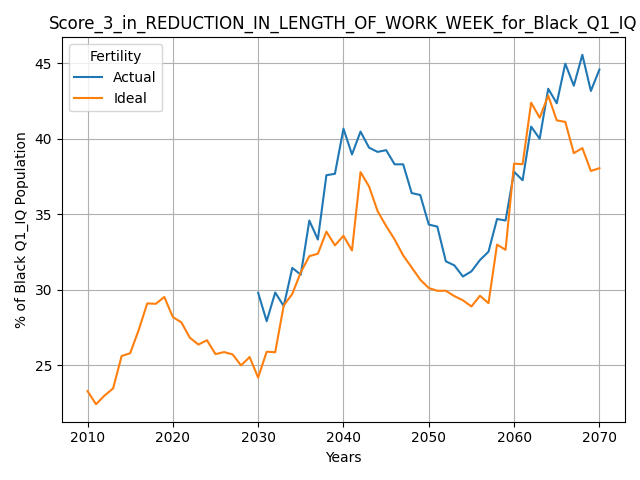 Score_3_in_REDUCTION_IN_LENGTH_OF_WORK_WEEK_for_Black_Q1_IQ
Fertility
Actual
Ideal
45
40
35
30
25
% of Black Q1_IQ Population
2010 2020 2030 2040 2050 2060 2070
Years